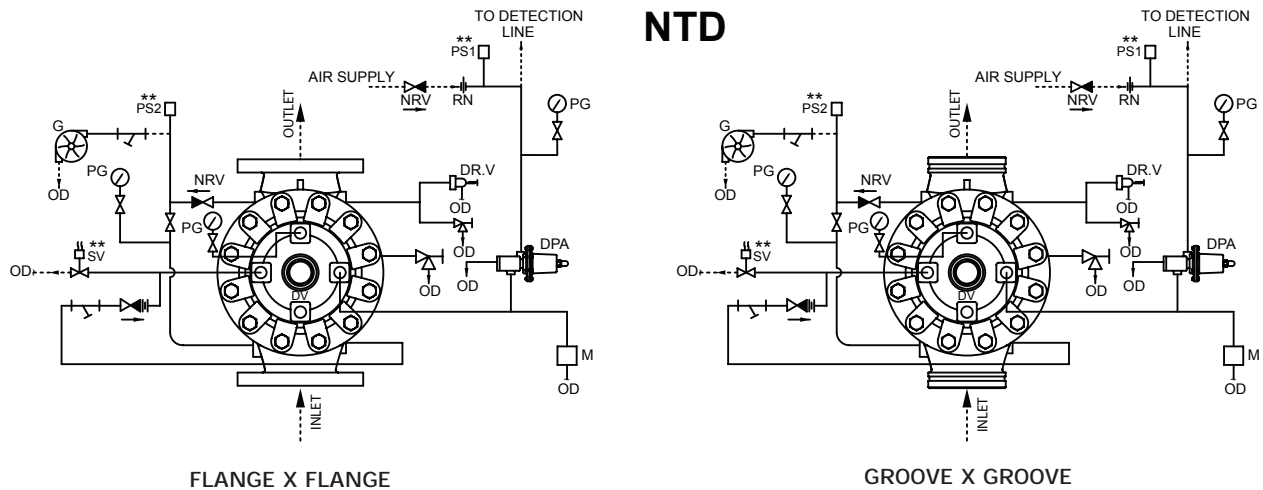 NTD
TO DETECTION
LINE
**
PS1
AIR SUPPLY
NRV
RN
**
PS2
PG
G
OUTLET
PG
NRV
DR.V
OD
OD
PG
OD
**
SV
OD
DPA
OD
OD
DV
M
OD
INLET
FLANGE X FLANGE
TO DETECTION
LINE
**
PS1
AIR SUPPLY
NRV
RN
**
PS2
PG
G
OUTLET
PG
NRV
DR.V
OD
OD
PG
OD
**
SV
OD
DPA
OD
OD
DV
M
OD
INLET
GROOVE X GROOVE